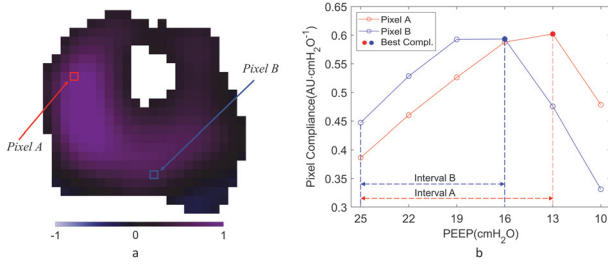 a
Pixel A
Pixel B
-1 0 1
a
Pixel Compliance(AU·cmH2O-1)
0.65
0.6
0.55
0.5
0.45
0.4
0.35
0.3
Pixel A
Pixel B
Best Compl.
Interval B
Interval A
25 22 19 16 13 10
PEEP(cmH2O)
b